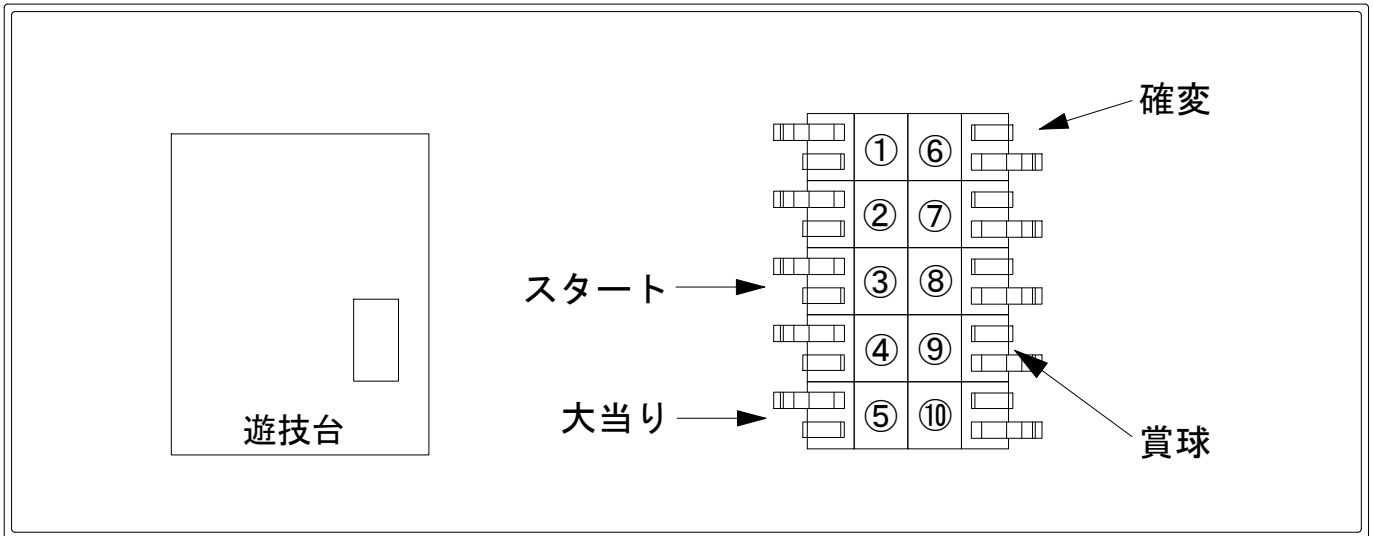 確変
① ⑥
② ⑦
スタート ③ ⑧
④ ⑨
大当り ⑤ ⑩
遊技台
賞球